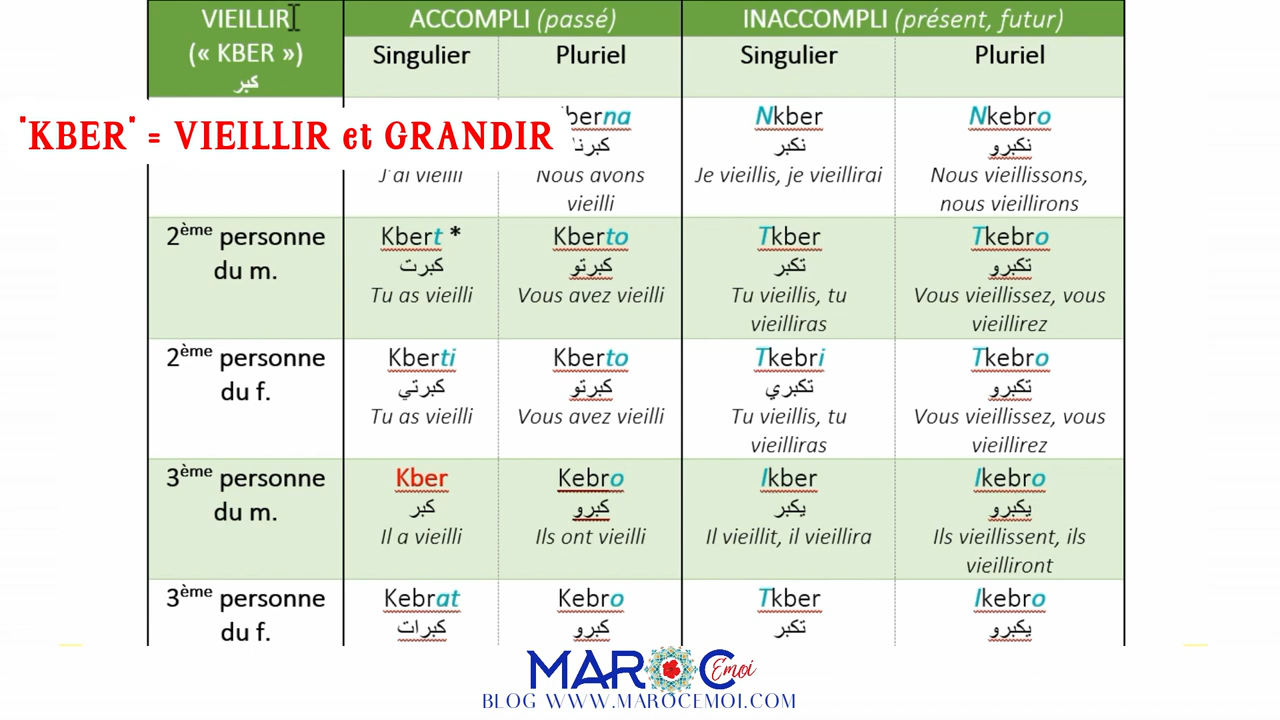 VIEILLIR
(« KBER »)
كبر
ACCOMPLI (passé)
INACCOMPLI (présent, futur)
Singulier
Pluriel
Singulier
Pluriel
"KBER" = VIEILLIR et GRANDIR
J'ai vieilli
Nous avons
vieilli
Nkber
نكبر
Je vieillis, je vieillirai
Nkebro
نكبرو
Nous vieillissons,
nous vieillirons
2ème personne
du m.
Kbert *
كبرت
Tu as vieilli
Kberto
كبرتو
Vous avez vieilli
Tkber
تكبر
Tu vieillis, tu
vieilliras
Tkebro
تكبرو
Vous vieillissez, vous
vieillirez
2ème personne
du f.
Kberti
كبرتي
Tu as vieilli
Kberto
كبرتو
Vous avez vieilli
Tkebri
تكبري
Tu vieillis, tu
vieilliras
Tkebro
تكبرو
Vous vieillissez, vous
vieillirez
3ème personne
du m.
Kber
كبر
Il a vieilli
Kebro
كبرو
Ils ont vieilli
Ikber
يكبر
Il vieillit, il vieillira
Ikebro
يكبرو
Ils vieillissent, ils
vieilliront
3ème personne
du f.
Kebrat
كبرات
Kebro
كبرو
Tkber
تكبر
Ikebro
يكبرو
MAROC Emoi
BLOG WWW.MAROCEMOI.COM